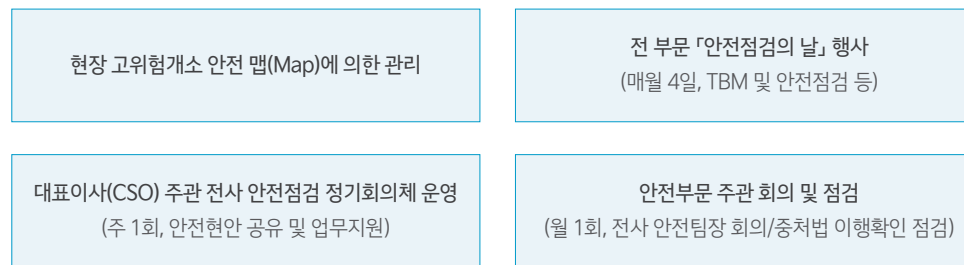 현장 고위험개소 안전 맵(Map)에 의한 관리
전 부문 「안전점검의 날」 행사
(매월 4일, TBM 및 안전점검 등)
대표이사(CSO) 주관 전사 안전점검 정기회의체 운영
(주 1회, 안전현안 공유 및 업무지원)
안전부문 주관 회의 및 점검
(월 1회, 전사 안전팀장 회의/중처법 이행확인 점검)